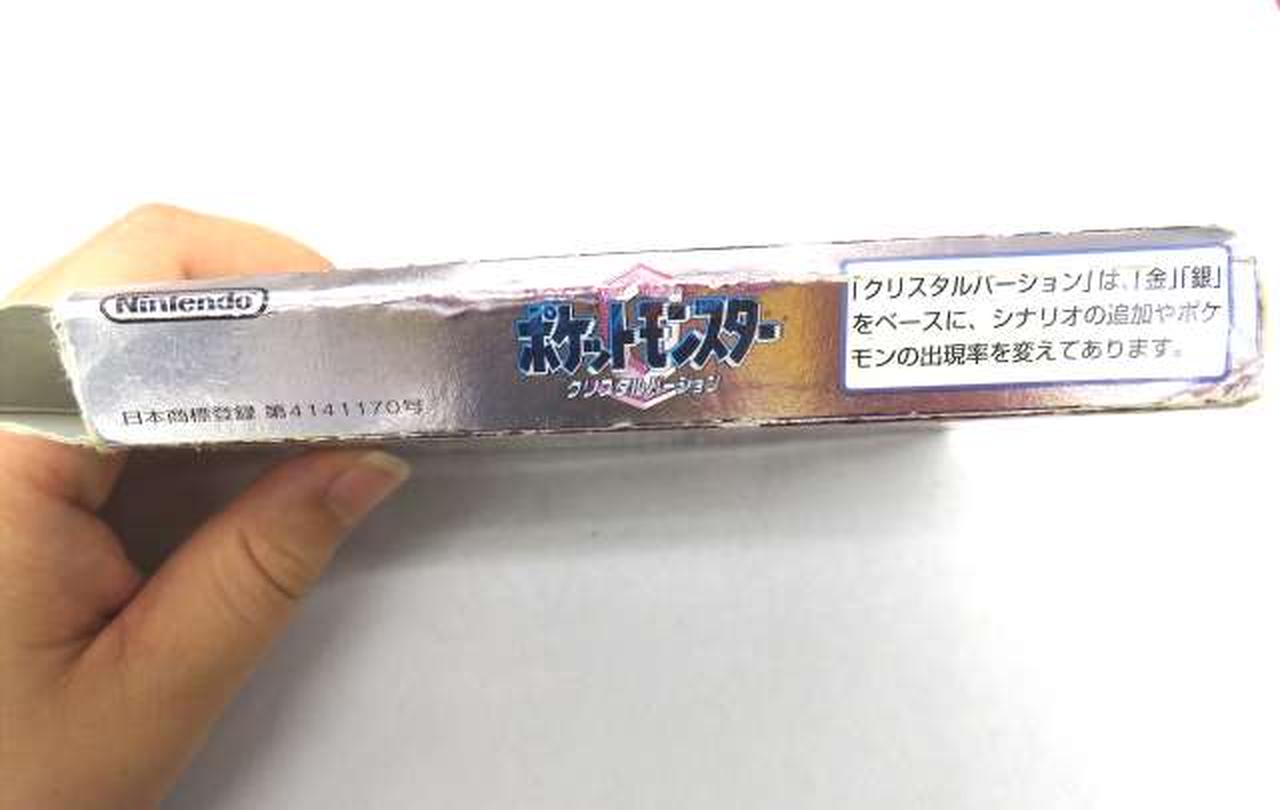 Nintendo
日本商標登録 第4141170号
ポケットモンスター
クリスタルバージョン
「クリスタルバージョン」は、「金」「銀」
をベースに、シナリオの追加やポケ
モンの出現率を変えてあります。